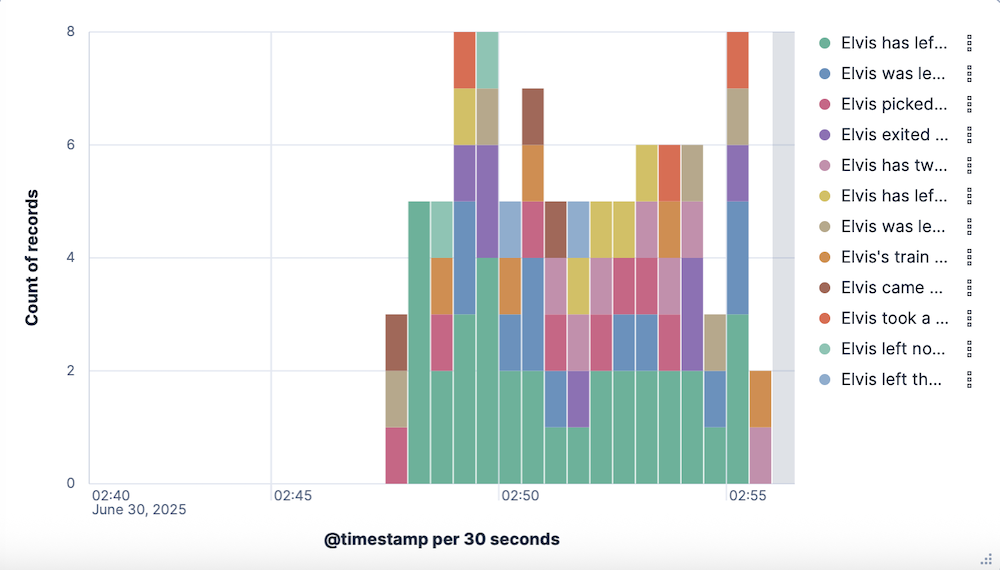 8
6
4
2
0
Count of records
02:40
June 30, 2025
02:45
02:50
02:55
@timestamp per 30 seconds
Elvis has lef...
Elvis was le...
Elvis picked...
Elvis exited ...
Elvis has tw...
Elvis has lef...
Elvis was le...
Elvis's train ...
Elvis came ...
Elvis took a ...
Elvis left no...
Elvis left th...